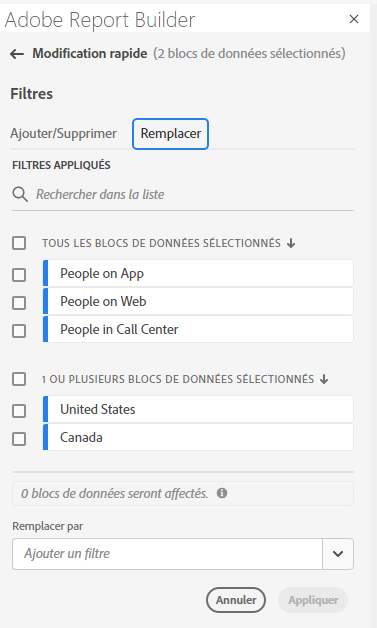 Adobe Report Builder
Modification rapide (2 blocs de données sélectionnés)
Filtres
Ajouter/Supprimer Remplacer
FILTRES APPLIQUÉS
Rechercher dans la liste
TOUS LES BLOCS DE DONNÉES SÉLECTIONNÉS
People on App
People on Web
People in Call Center
1 OU PLUSIEURS BLOCS DE DONNÉES SÉLECTIONNÉS
United States
Canada
0 blocs de données seront affectés.
Remplacer par
Ajouter un filtre
Annuler Appliquer